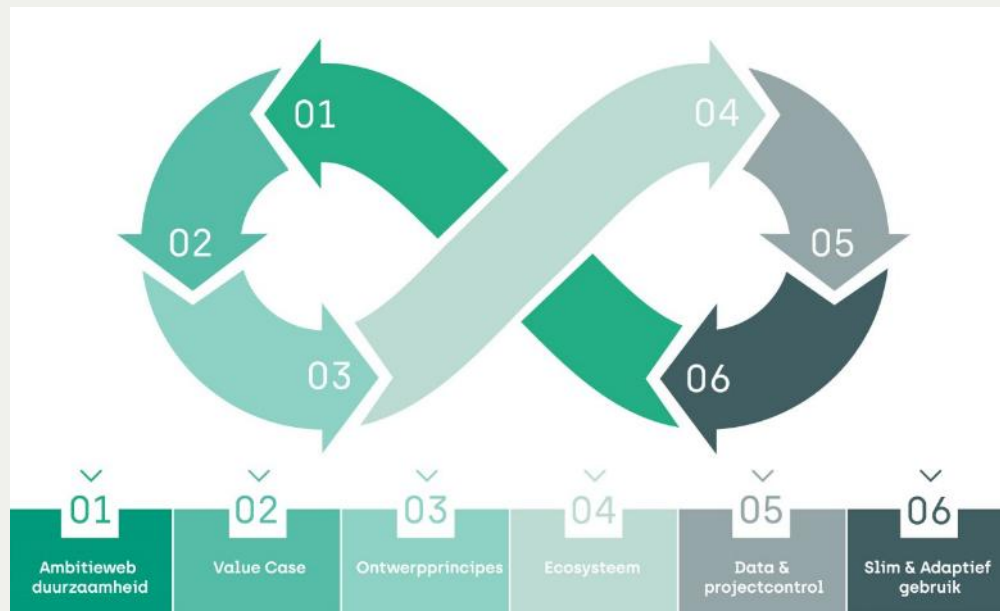 01
04
02
05
03
06
01
02
03
04
05
06
Ambitieweb
duurzaamheid
Value Case
Ontwerpprincipes
Ecosysteem
Data &
projectcontrol
Slim & Adaptief
gebruik